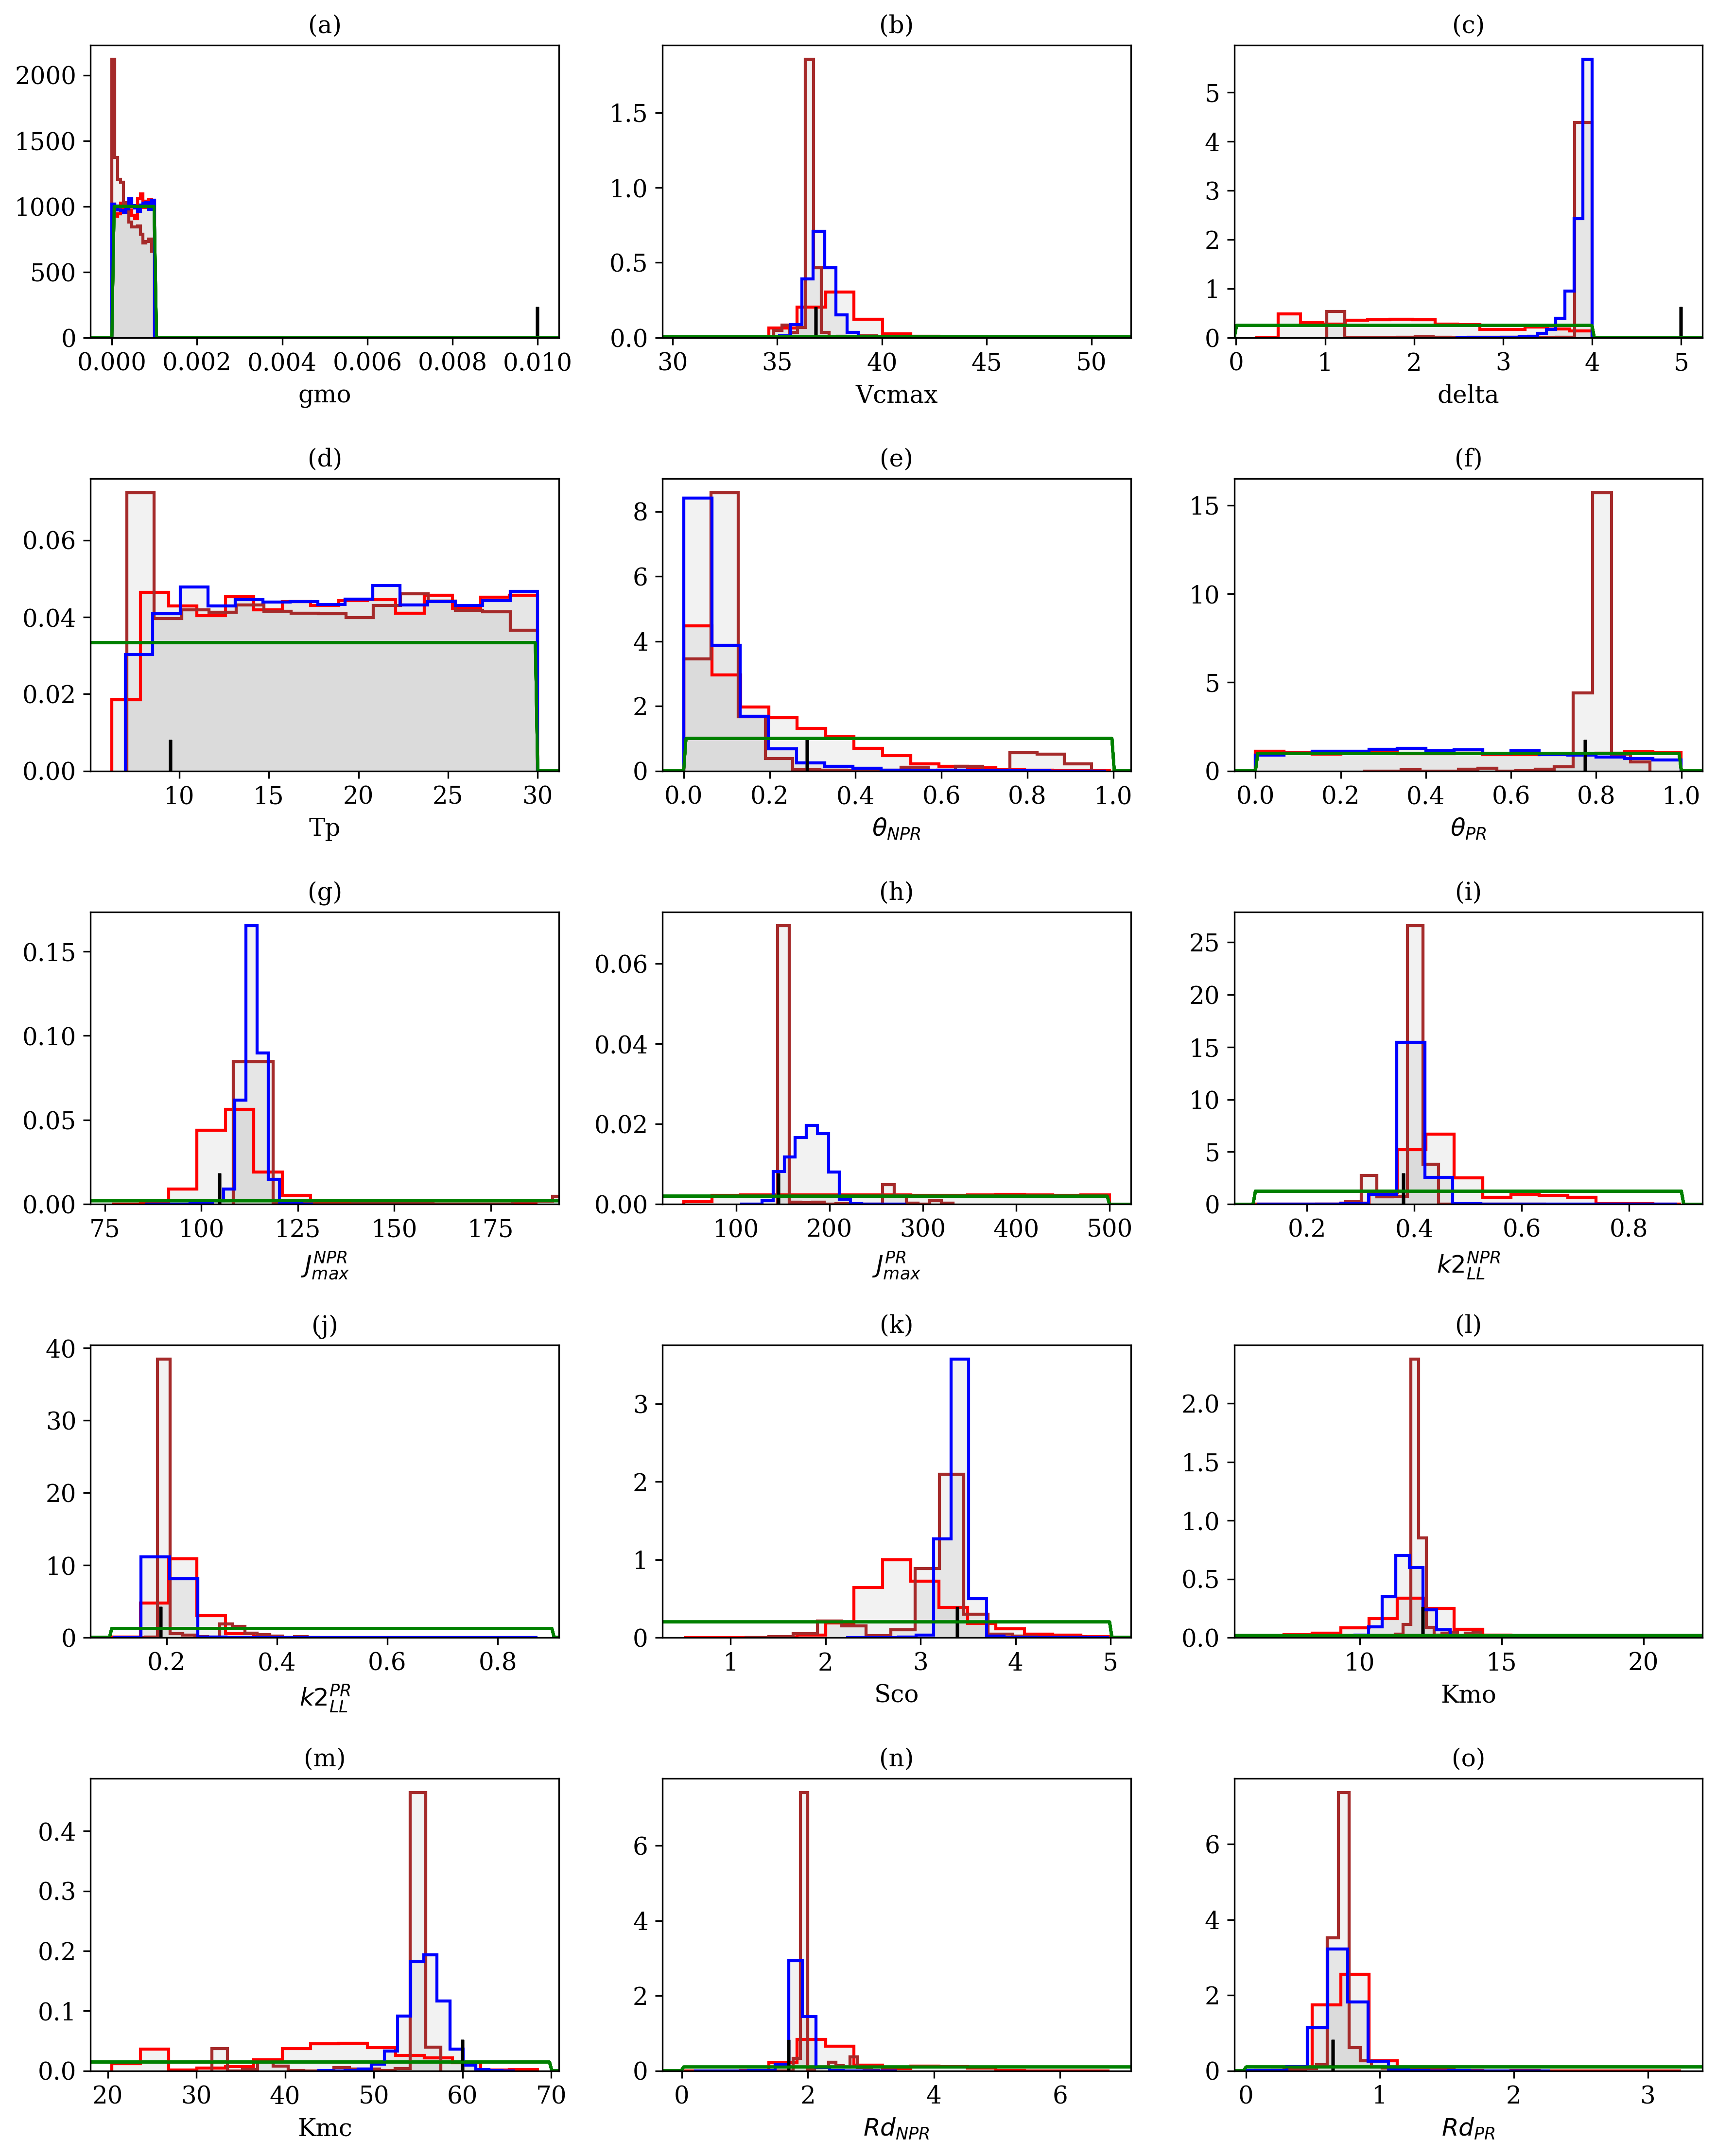 (a)
2000
1500
1000
500
0
0.000 0.002 0.004 0.006 0.008 0.010
gmo
(b)
1.5
1.0
0.5
0.0
30 35 40 45 50
Vcmax
(c)
5
4
3
2
1
0
0 1 2 3 4 5
delta
(d)
0.06
0.04
0.02
0.00
10 15 20 25 30
Tp
(e)
8
6
4
2
0
0.0 0.2 0.4 0.6 0.8 1.0
θNPR
(f)
15
10
5
0
0.0 0.2 0.4 0.6 0.8 1.0
θPR
(g)
0.15
0.10
0.05
0.00
75 100 125 150 175
J NPR max
(h)
0.06
0.04
0.02
0.00
100 200 300 400 500
J PR max
(i)
25
20
15
10
5
0
0.2 0.4 0.6 0.8
k2 NPR LL
(j)
40
30
20
10
0
0.2 0.4 0.6 0.8
k2 PR LL
(k)
3
2
1
0
1 2 3 4 5
Sco
(l)
2.0
1.5
1.0
0.5
0.0
10 15 20
Kmo
(m)
0.4
0.3
0.2
0.1
0.0
20 30 40 50 60 70
Kmc
(n)
6
4
2
0
0 2 4 6
RdNPR
(o)
6
4
2
0
0 1 2 3
RdPR